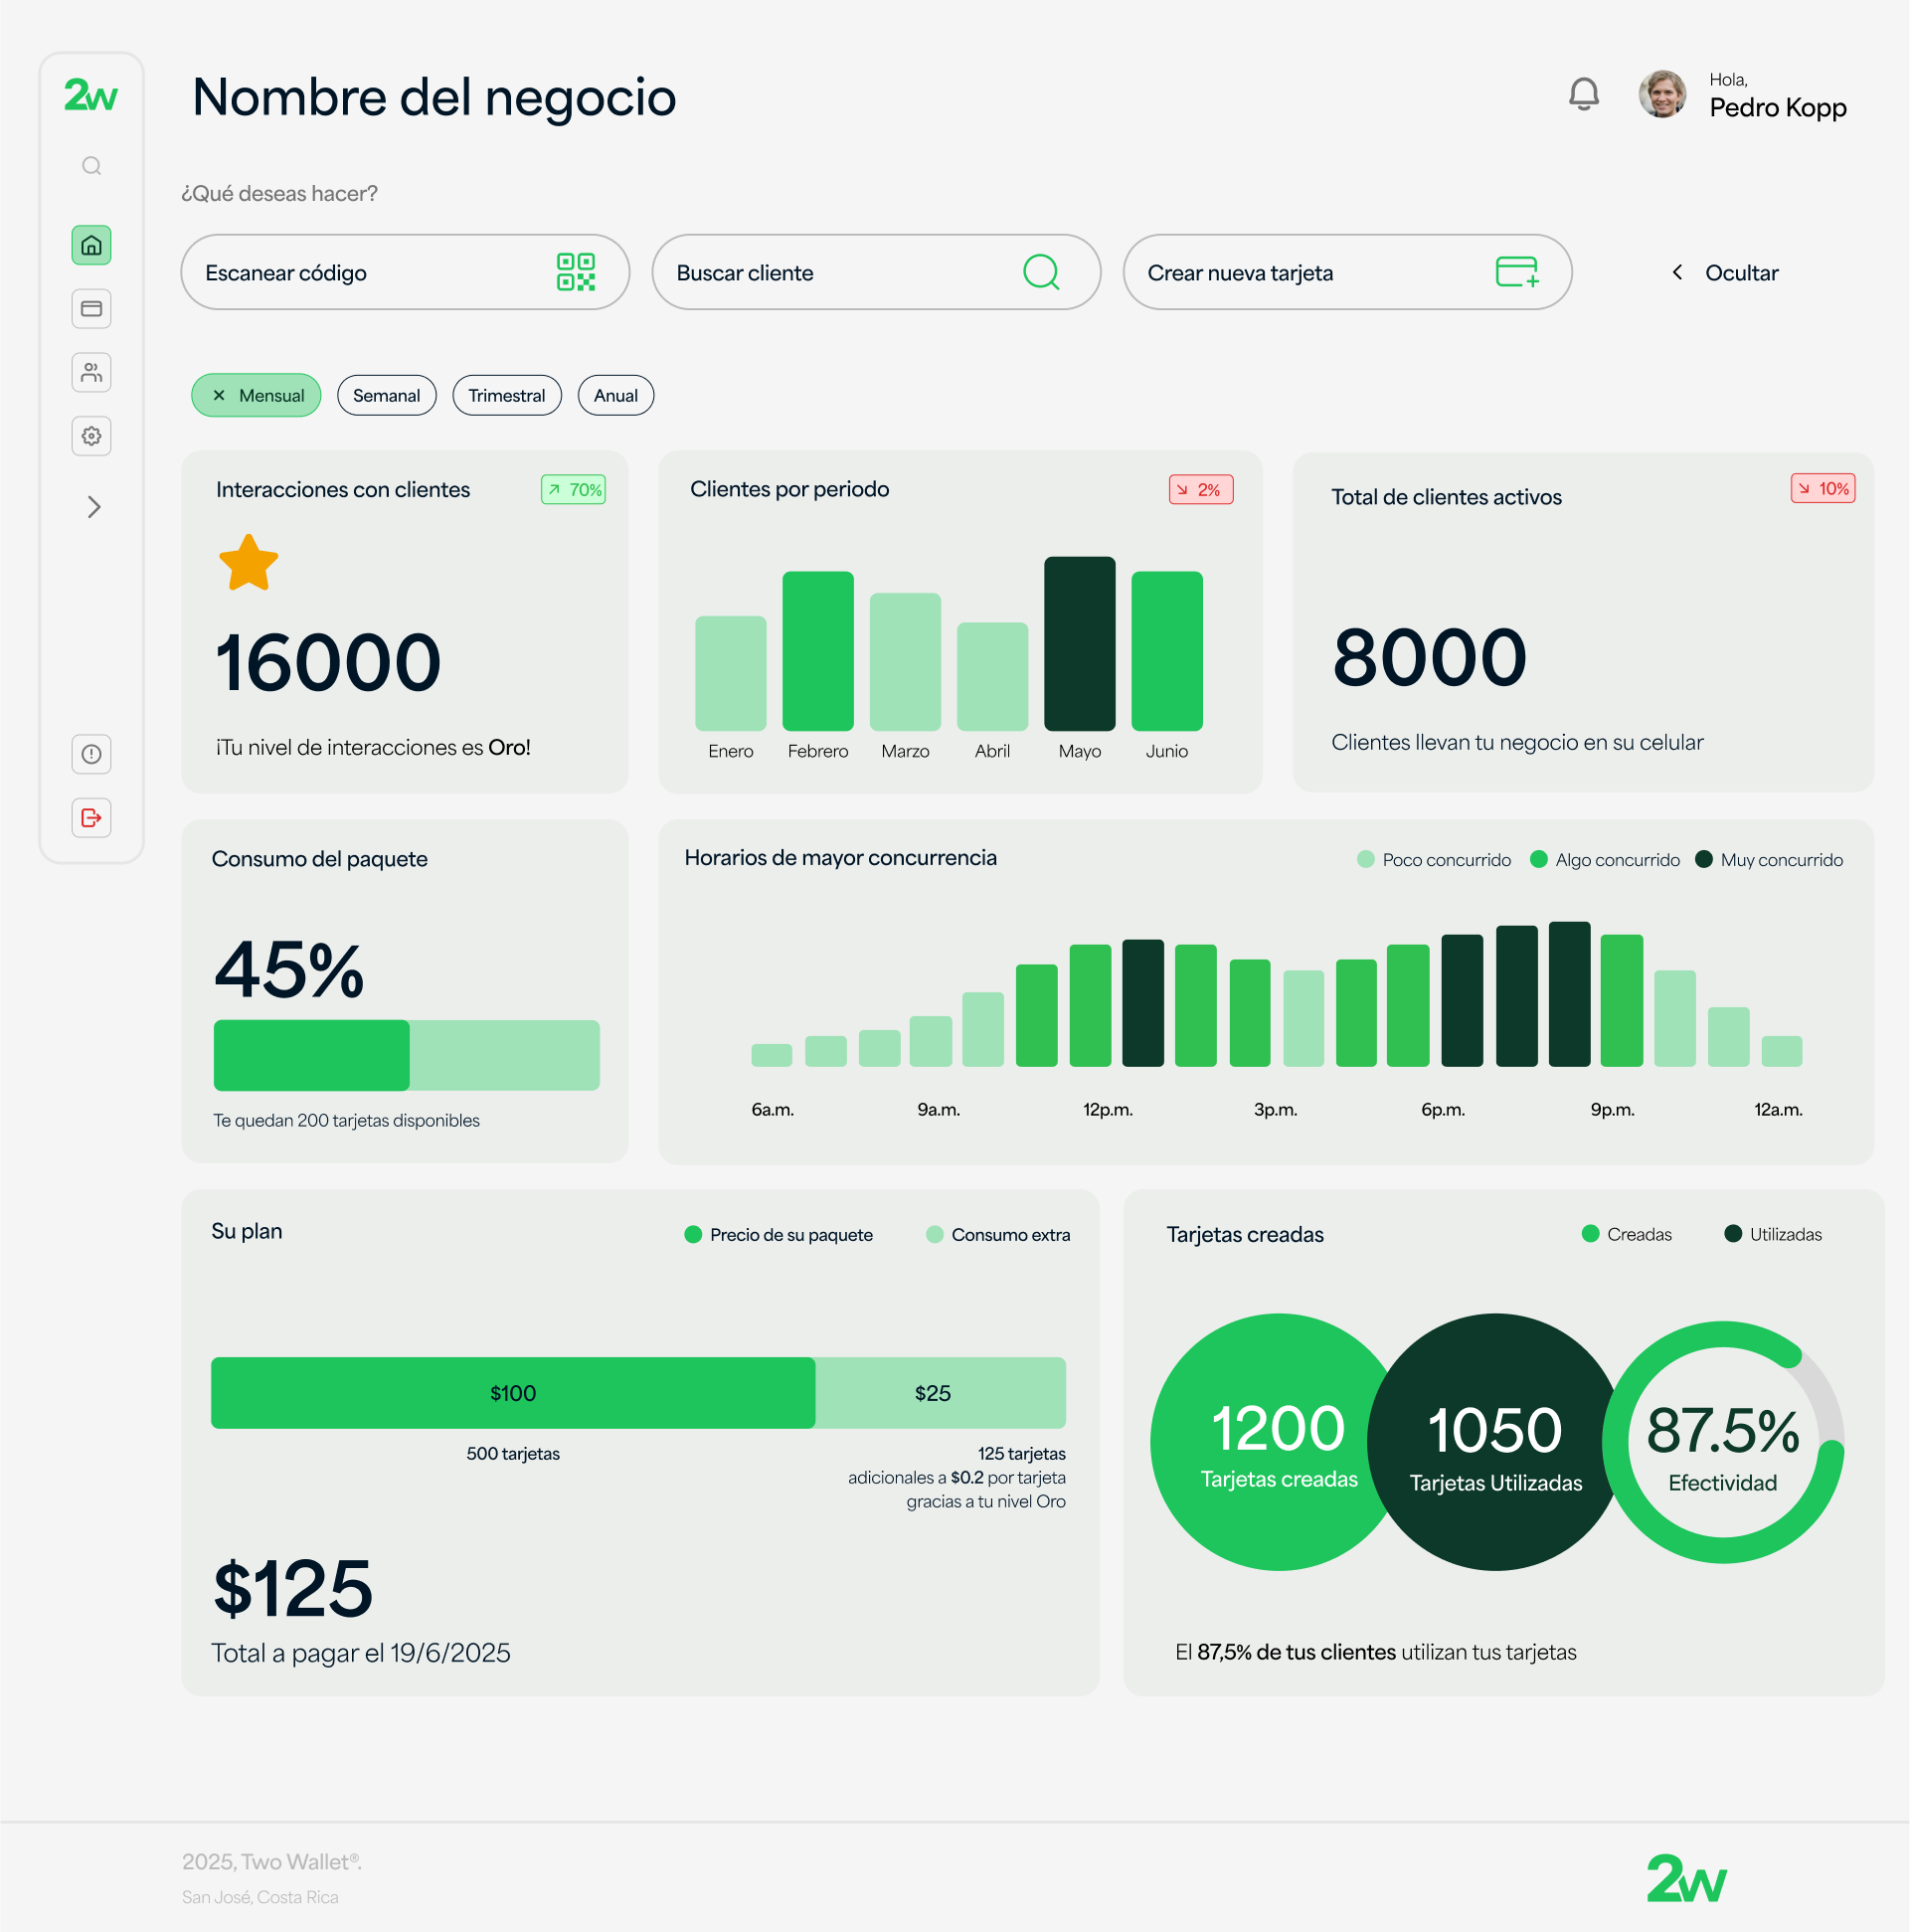 2w
Nombre del negocio
Hola,
Pedro Kopp
¿Qué deseas hacer?
Escanear código
Buscar cliente
Crear nueva tarjeta
Ocultar
Mensual
Semanal
Trimestral
Anual
Interacciones con clientes
70%
16000
¡Tu nivel de interacciones es Oro!
Clientes por periodo
2%
Enero Febrero Marzo Abril Mayo Junio
Total de clientes activos
10%
8000
Clientes llevan tu negocio en su celular
Consumo del paquete
45%
Te quedan 200 tarjetas disponibles
Horarios de mayor concurrencia
Poco concurrido Algo concurrido Muy concurrido
6a.m. 9a.m. 12p.m. 3p.m. 6p.m. 9p.m. 12a.m.
Su plan
Precio de su paquete Consumo extra
$100 $25
500 tarjetas
125 tarjetas
adicionales a $0.2 por tarjeta
gracias a tu nivel Oro
$125
Total a pagar el 19/6/2025
Tarjetas creadas
Creadas Utilizadas
1200
Tarjetas creadas
1050
Tarjetas Utilizadas
87.5%
Efectividad
El 87,5% de tus clientes utilizan tus tarjetas
2025, Two Wallet®.
San José, Costa Rica
2w